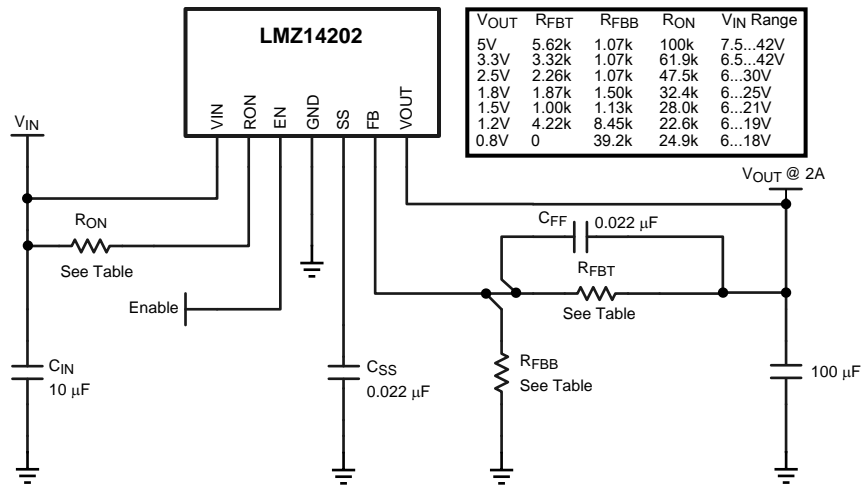 LMZ14202
VIN
RON
EN
GND
SS
FB
VOUT
VOUT RFBT RFBB RON VIN Range
5V 5.62k 1.07k 100k 7.5...42V
3.3V 3.32k 1.07k 61.9k 6.5...42V
2.5V 2.26k 1.07k 47.5k 6...30V
1.8V 1.87k 1.50k 32.4k 6...25V
1.5V 1.00k 1.13k 28.0k 6...21V
1.2V 4.22k 8.45k 22.6k 6...19V
0.8V 0 39.2k 24.9k 6...18V
VIN
VOUT @ 2A
RON
See Table
CFF 0.022 µF
RFBT
See Table
Enable
CIN
10 µF
CSS
0.022 µF
RFBB
See Table
100 µF